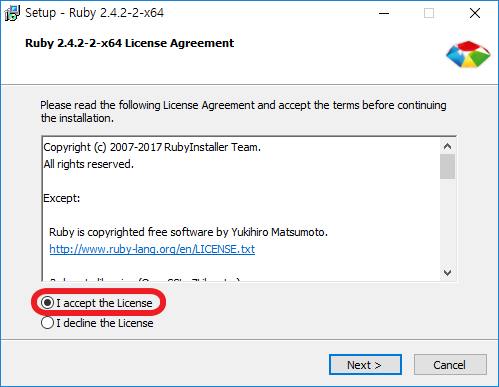 Setup - Ruby 2.4.2-2-x64
Ruby 2.4.2-2-x64 License Agreement
Please read the following License Agreement and accept the terms before continuing
the installation.
Copyright (c) 2007-2017 RubyInstaller Team.
All rights reserved.
Except:
Ruby is copyrighted free software by Yukihiro Matsumoto.
http://www.ruby-lang.org/en/LICENSE.txt
I accept the License
I decline the License
Next >
Cancel